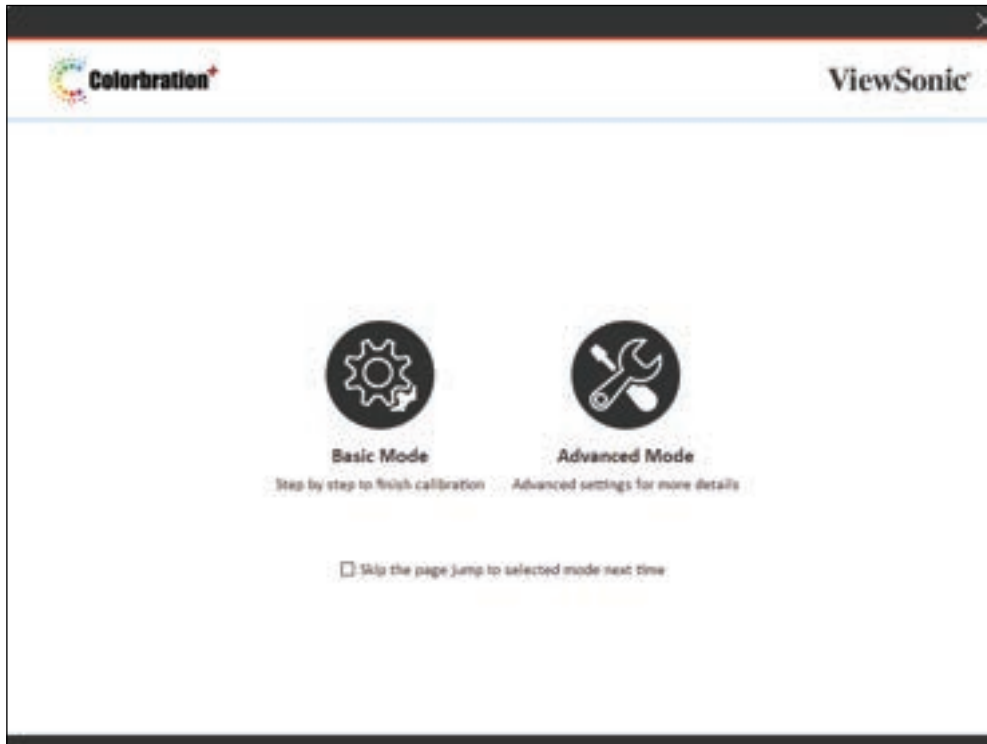 Colorbration+
ViewSonic
Basic Mode
Advanced Mode
Step by step to finish calibration
Advanced settings for more details
Skip the page jump to selected mode next time